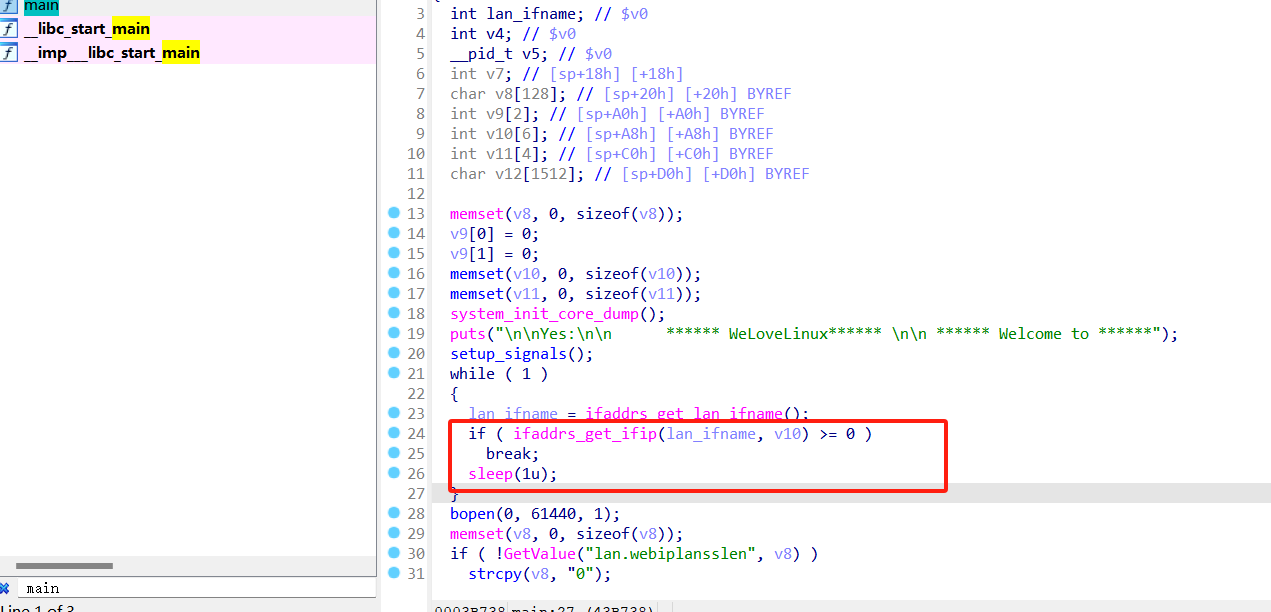 main
__libc_start_main
__imp___libc_start_main
main
Line 1 of 3
3 int lan_ifname; // $v0
4 int v4; // $v0
5 __pid_t v5; // $v0
6 int v7; // [sp+18h] [+18h]
7 char v8[128]; // [sp+20h] [+20h] BYREF
8 int v9[2]; // [sp+A0h] [+A0h] BYREF
9 int v10[6]; // [sp+A8h] [+A8h] BYREF
10 int v11[4]; // [sp+C0h] [+C0h] BYREF
11 char v12[1512]; // [sp+D0h] [+D0h] BYREF
12
13 memset(v8, 0, sizeof(v8));
14 v9[0] = 0;
15 v9[1] = 0;
16 memset(v10, 0, sizeof(v10));
17 memset(v11, 0, sizeof(v11));
18 system_init_core_dump();
19 puts("\n\nYes:\n\n      ****** WeLoveLinux****** \n\n ****** Welcome to ******");
20 setup_signals();
21 while ( 1 )
22 {
23 lan_ifname = ifaddrs_get_lan_ifname();
24 if ( ifaddrs_get_ifip(lan_ifname, v10) >= 0 )
25 break;
26 sleep(1u);
27 }
28 bopen(0, 61440, 1);
29 memset(v8, 0, sizeof(v8));
30 if ( !GetValue("lan.webiplansslen", v8) )
31 strcpy(v8, "0");
0003B738 main:27 (43B738)